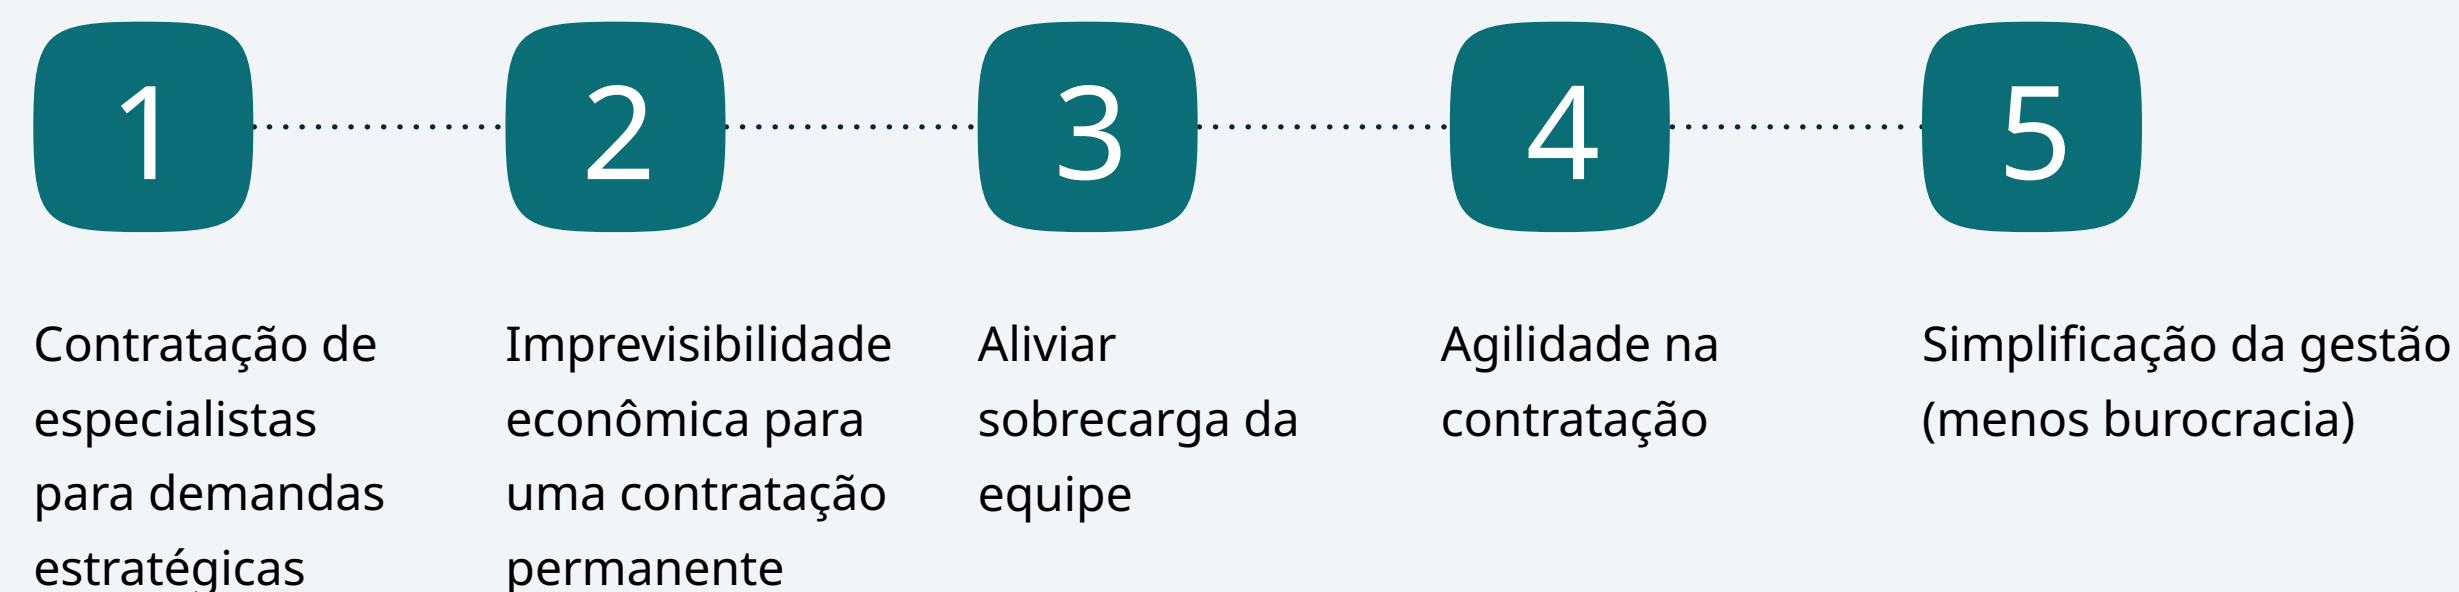 1
2
3
4
5
Contratação de
especialistas
para demandas
estratégicas
Imprevisibilidade
econômica para
uma contratação
permanente
Aliviar
sobrecarga da
equipe
Agilidade na
contratação
Simplificação da gestão
(menos burocracia)